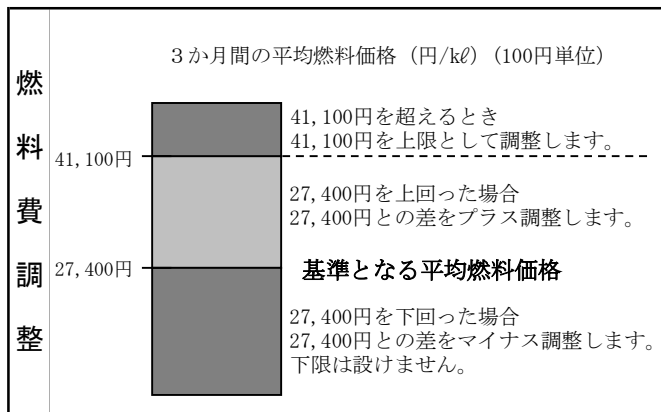 燃料費調整
3か月間の平均燃料価格 (円/kℓ) (100円単位)
41,100円を超えるとき
41,100円を上限として調整します。
41,100円
27,400円を上回った場合
27,400円との差をプラス調整します。
27,400円
基準となる平均燃料価格
27,400円を下回った場合
27,400円との差をマイナス調整します。
下限は設けません。